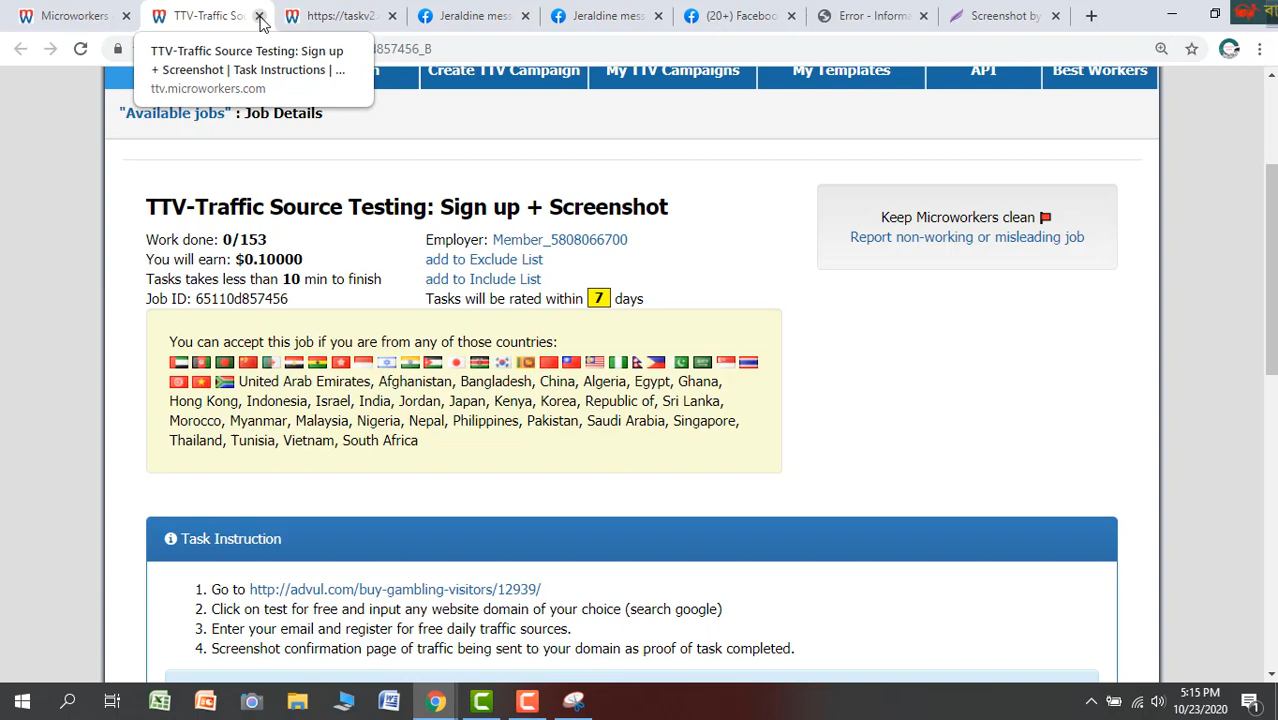 Microworkers
TTV-Traffic Sou
https://taskv2.
Jeraldine mess
Jeraldine mess
(20+) Faceboo
Error - Informa
Screenshot by
TTV-Traffic Source Testing: Sign up
+ Screenshot | Task Instructions | ...
ttv.microworkers.com
d857456_B
Create TTV Campaign
My TTV Campaigns
My Templates
API
Best Workers
"Available jobs" : Job Details
TTV-Traffic Source Testing: Sign up + Screenshot
Work done: 0/153
You will earn: $0.10000
Tasks takes less than 10 min to finish
Job ID: 65110d857456
Employer: Member_5808066700
add to Exclude List
add to Include List
Tasks will be rated within 7 days
Keep Microworkers clean
Report non-working or misleading job
You can accept this job if you are from any of those countries:
United Arab Emirates, Afghanistan, Bangladesh, China, Algeria, Egypt, Ghana,
Hong Kong, Indonesia, Israel, India, Jordan, Japan, Kenya, Korea, Republic of, Sri Lanka,
Morocco, Myanmar, Malaysia, Nigeria, Nepal, Philippines, Pakistan, Saudi Arabia, Singapore,
Thailand, Tunisia, Vietnam, South Africa
Task Instruction
1. Go to http://advul.com/buy-gambling-visitors/12939/
2. Click on test for free and input any website domain of your choice (search google)
3. Enter your email and register for free daily traffic sources.
4. Screenshot confirmation page of traffic being sent to your domain as proof of task completed.
5:15 PM
10/23/2020